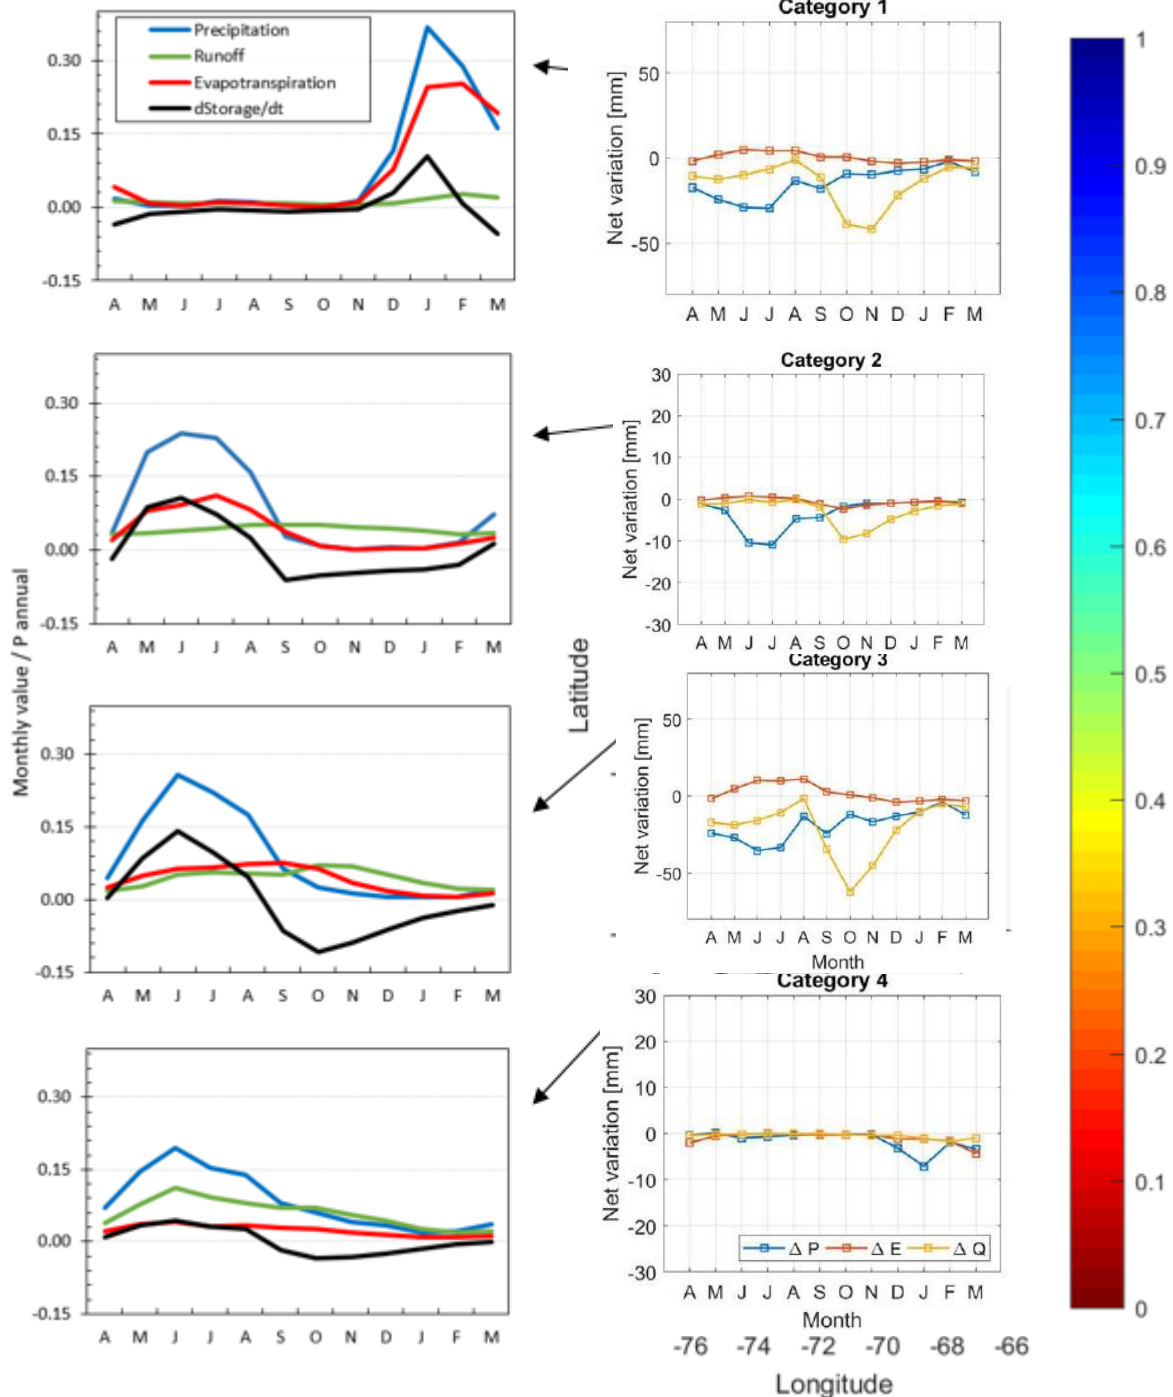 Precipitation
Runoff
Evapotranspiration
dStorage/dt
0.30
0.15
0.00
-0.15
A M J J A S O N D J F M
Category 1
Net variation [mm]
50
0
-50
A M J J A S O N D J F M
0.30
0.15
0.00
-0.15
A M J J A S O N D J F M
Category 2
Net variation [mm]
30
20
10
0
-10
-20
-30
A M J J A S O N D J F M
Monthly value / P annual
Latitude
0.30
0.15
0.00
-0.15
A M J J A S O N D J F M
Category 3
Net variation [mm]
50
0
-50
A M J J A S O N D J F M
Month
0.30
0.15
0.00
-0.15
A M J J A S O N D J F M
Category 4
Net variation [mm]
30
20
10
0
-10
-20
-30
Δ P Δ E Δ Q
A M J J A S O N D J F M
Month
-76 -74 -72 -70 -68 -66
Longitude
1
0.9
0.8
0.7
0.6
0.5
0.4
0.3
0.2
0.1
0